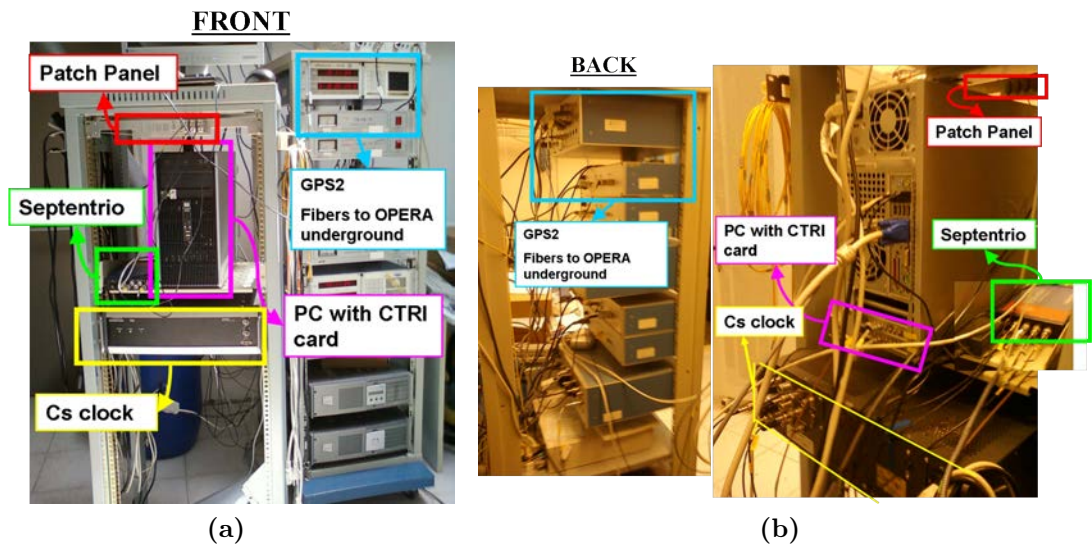 FRONT
Patch Panel
Septentrio
GPS2
Fibers to OPERA
underground
PC with CTRI
card
Cs clock
(a)
BACK
GPS2
Fibers to OPERA
underground
Patch Panel
PC with CTRI
card
Septentrio
Cs clock
(b)